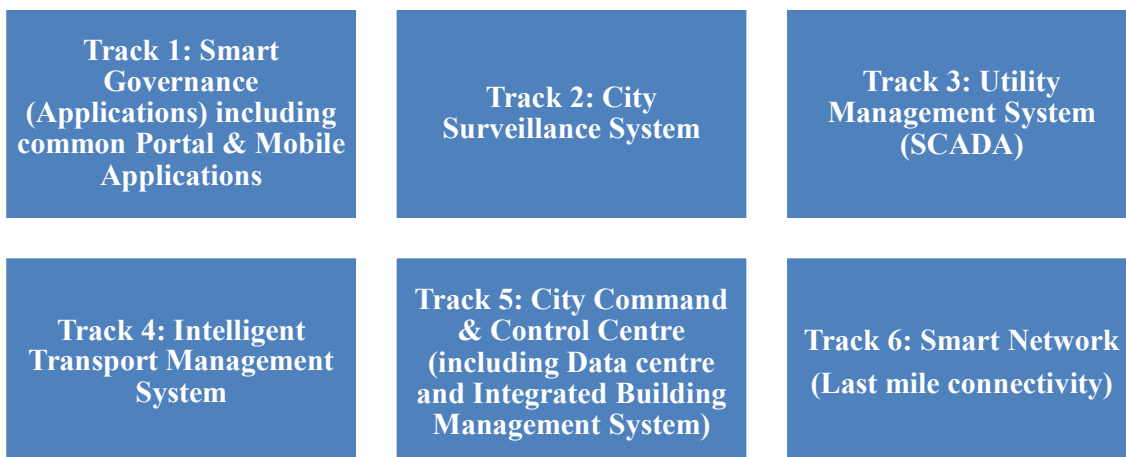 Track 1: Smart
Governance
(Applications) including
common Portal & Mobile
Applications
Track 2: City
Surveillance System
Track 3: Utility
Management System
(SCADA)
Track 4: Intelligent
Transport Management
System
Track 5: City Command
& Control Centre
(including Data centre
and Integrated Building
Management System)
Track 6: Smart Network
(Last mile connectivity)